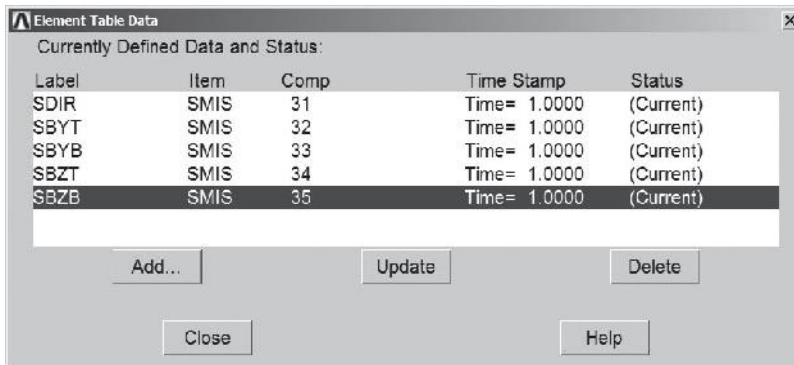 Element Table Data
Currently Defined Data and Status:
Label Item Comp Time Stamp Status
SDIR SMIS 31 Time= 1.0000 (Current)
SBYT SMIS 32 Time= 1.0000 (Current)
SBYB SMIS 33 Time= 1.0000 (Current)
SBZT SMIS 34 Time= 1.0000 (Current)
SBZB SMIS 35 Time= 1.0000 (Current)
Add... Update Delete
Close Help